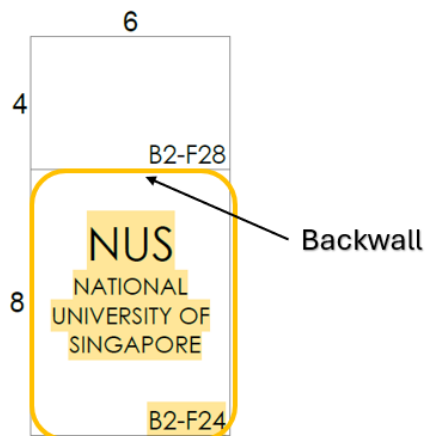 6
4
B2-F28
Backwall
NUS
NATIONAL
UNIVERSITY OF
SINGAPORE
8
B2-F24